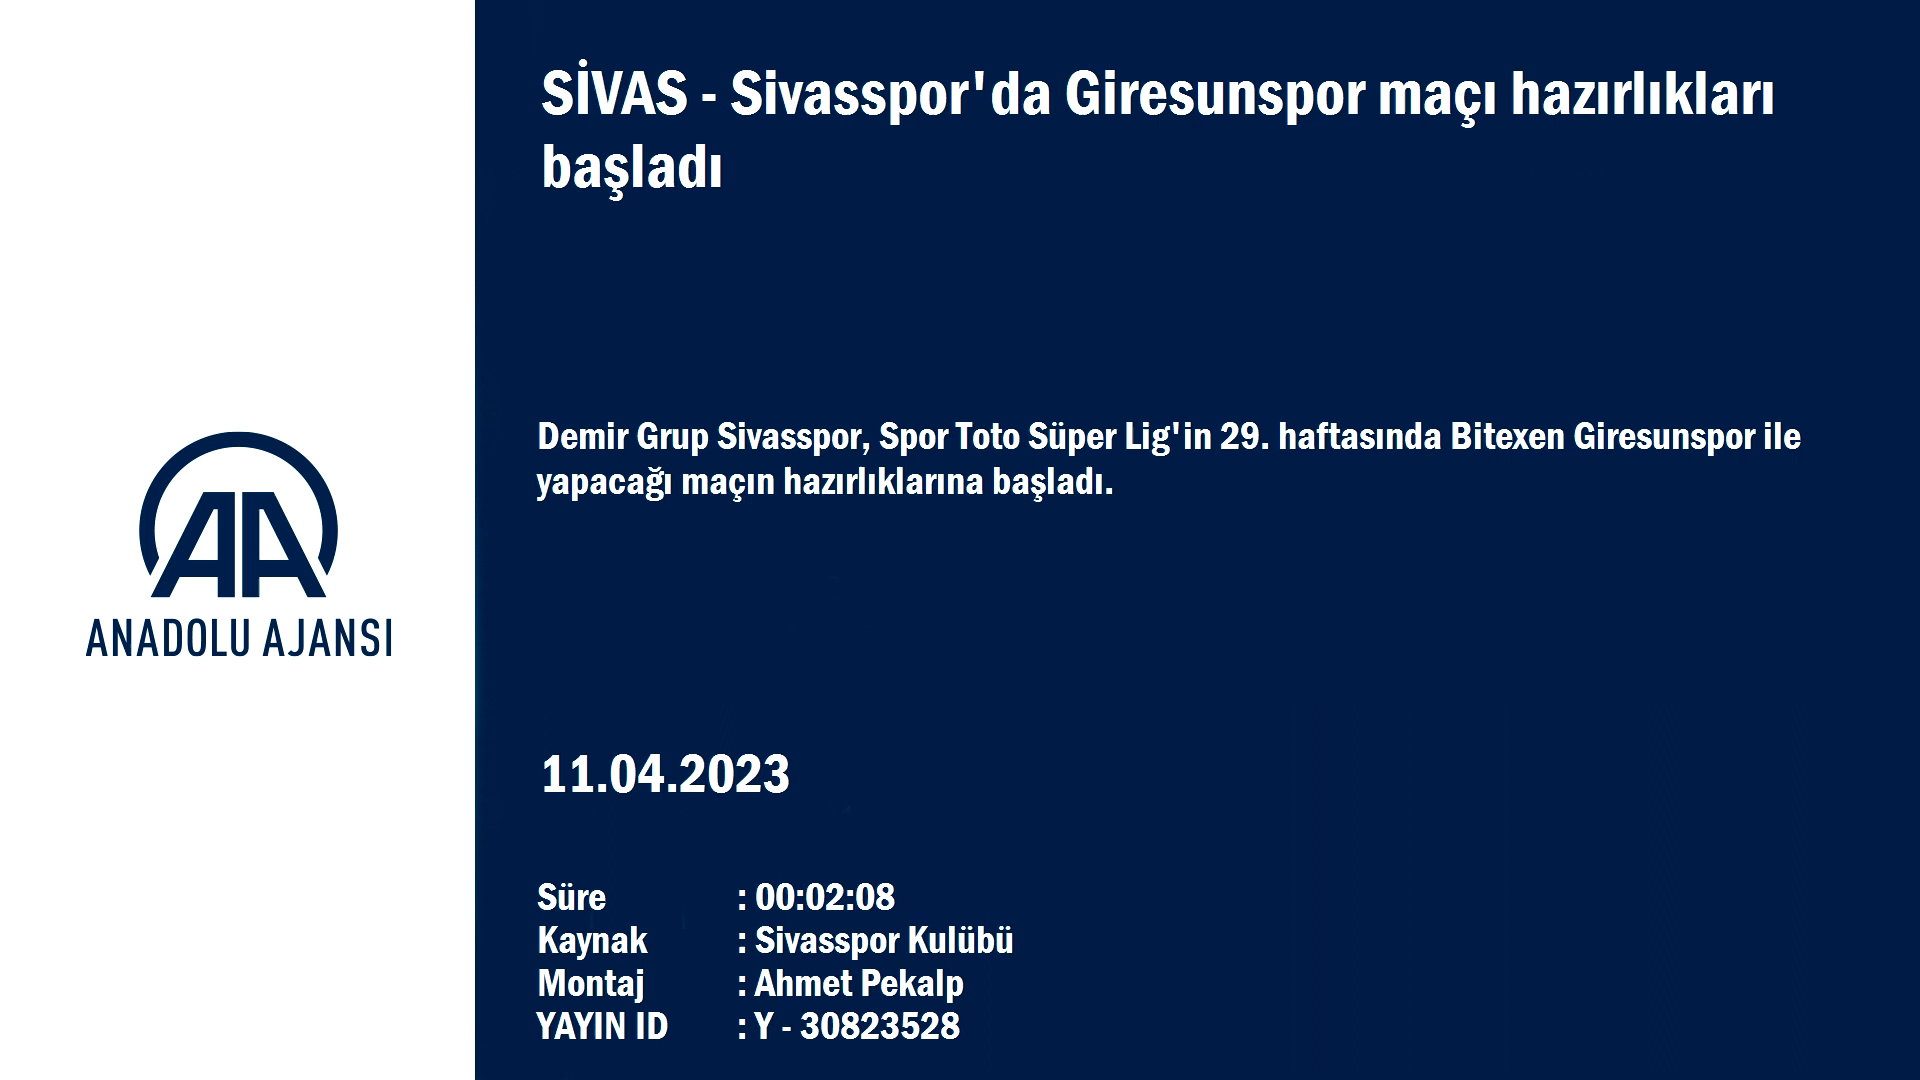 SİVAS - Sivasspor'da Giresunspor maçı hazırlıkları
başladı
Demir Grup Sivasspor, Spor Toto Süper Lig'in 29. haftasında Bitexen Giresunspor ile
yapacağı maçın hazırlıklarına başladı.
AA
ANADOLU AJANSI
11.04.2023
Süre : 00:02:08
Kaynak : Sivasspor Kulübü
Montaj : Ahmet Pekalp
YAYIN ID : Y - 30823528